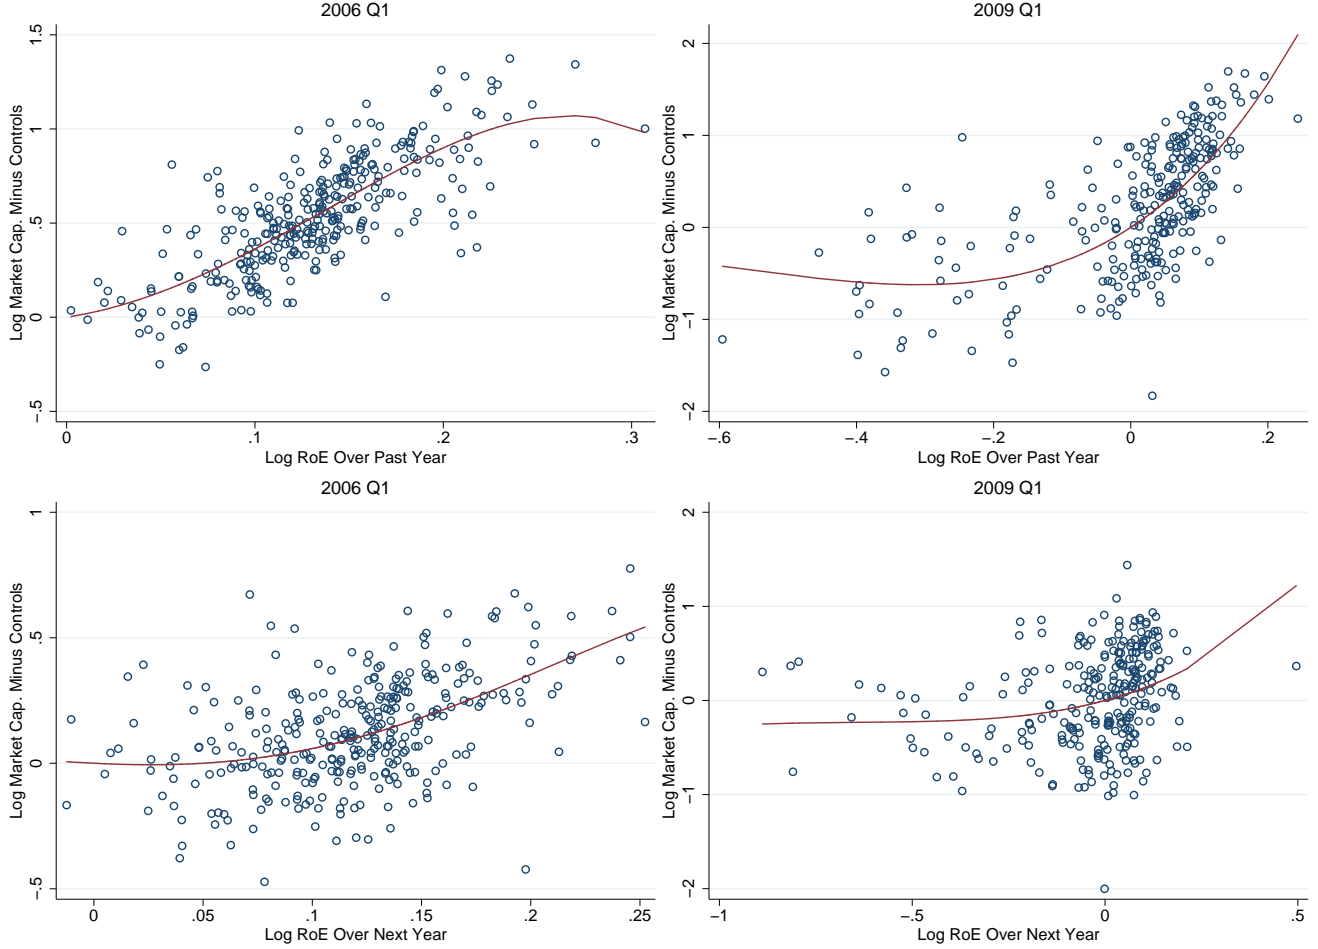 2006 Q1
Log Market Cap. Minus Controls
1.5
1
.5
0
−.5
0 .1 .2 .3
Log RoE Over Past Year
2009 Q1
Log Market Cap. Minus Controls
2
1
0
−1
−2
−.6 −.4 −.2 0 .2
Log RoE Over Past Year
2006 Q1
Log Market Cap. Minus Controls
1
.5
0
−.5
0 .05 .1 .15 .2 .25
Log RoE Over Next Year
2009 Q1
Log Market Cap. Minus Controls
2
1
0
−1
−2
−1 −.5 0 .5
Log RoE Over Next Year